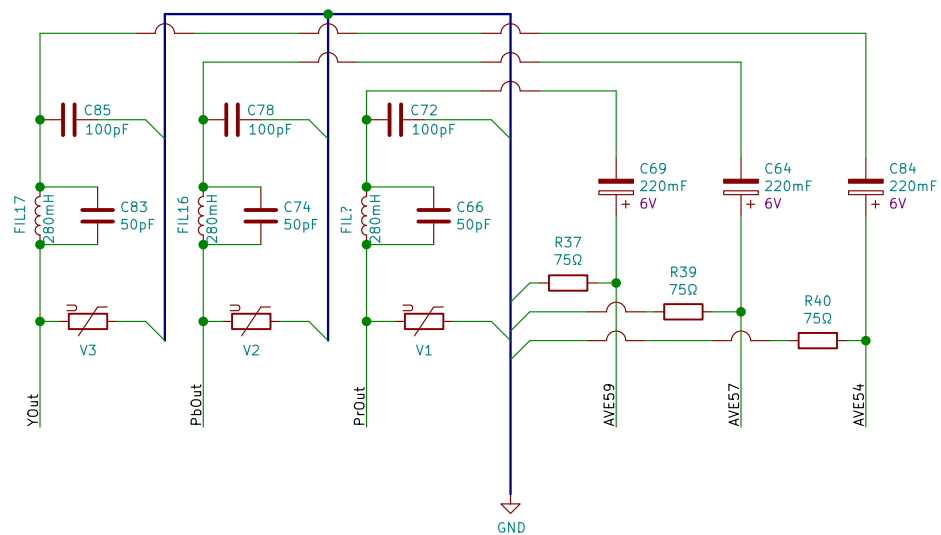 C85
100pF
C78
100pF
C72
100pF
C69
220mF
+ 6V
C64
220mF
+ 6V
C84
220mF
+ 6V
FIL17
280mH
C83
50pF
FIL16
280mH
C74
50pF
FIL?
280mH
C66
50pF
R37
75Ω
R39
75Ω
R40
75Ω
U
V3
U
V2
U
V1
YOut
PbOut
PrOut
AVE59
AVE57
AVE54
GND